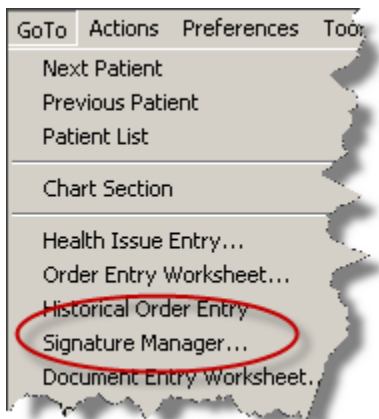 GoTo Actions Preferences
Next Patient
Previous Patient
Patient List
Chart Section
Health Issue Entry...
Order Entry Worksheet...
Historical Order Entry
Signature Manager...
Document Entry Worksheet..